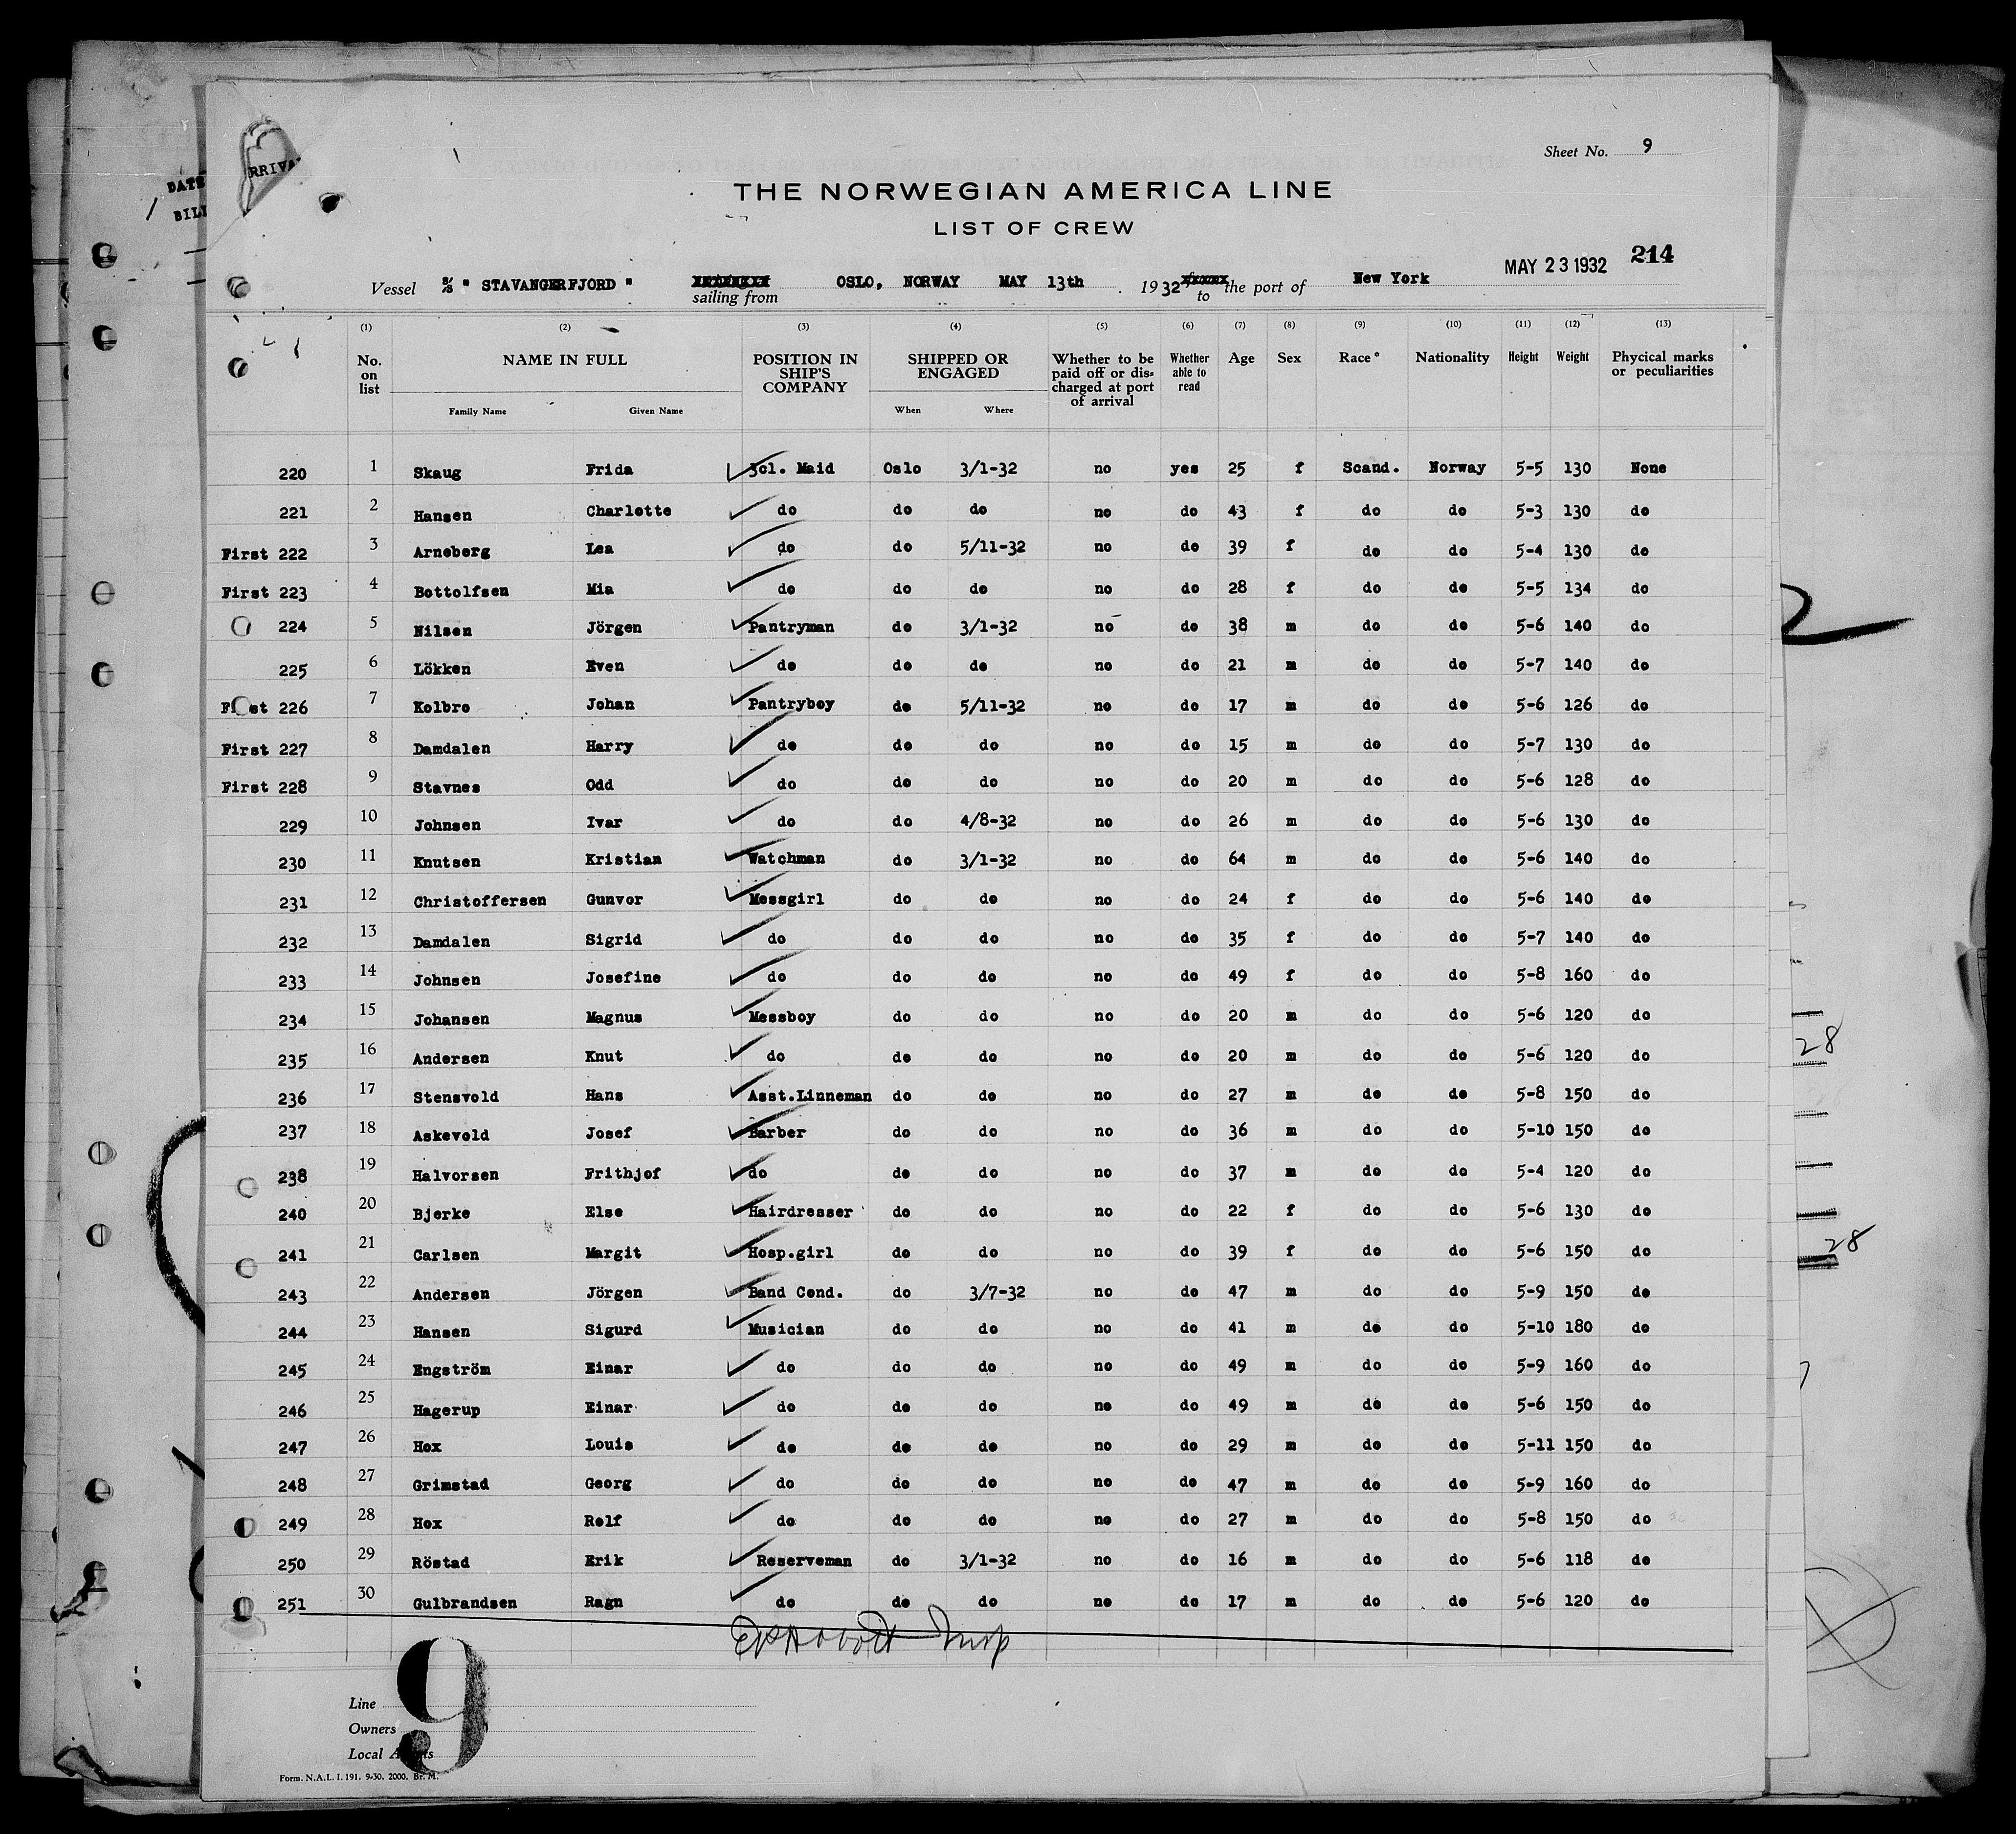 RRIVA
DATE
BILL
Sheet No. 9
THE NORWEGIAN AMERICA LINE
LIST OF CREW
MAY 23 1932 214
Vessel S/S " STAVANGERFJORD " sailing from OSLO, NORWAY MAY 13th . 1932 to the port of New York
(1) (2) (3) (4) (5) (6) (7) (8) (9) (10) (11) (12) (13)
No. on list NAME IN FULL POSITION IN SHIP'S COMPANY SHIPPED OR ENGAGED Whether to be paid off or dis-charged at port of arrival Whether able to read Age Sex Race* Nationality Height Weight Phycical marks or peculiarities
Family Name Given Name When Where
220 1 Skaug Frida 3cl. Maid Oslo 3/1-32 no yes 25 f Scand. Norway 5-5 130 None
221 2 Hansen Charlotte do do do no do 43 f do do 5-3 130 do
First 222 3 Arneberg Lea do do 5/11-32 no do 39 f do do 5-4 130 do
First 223 4 Bottolfsen Mia do do do no do 28 f do do 5-5 134 do
224 5 Nilsen Jörgen Pantryman do 3/1-32 no do 38 m do do 5-6 140 do
225 6 Lökken Even do do do no do 21 m do do 5-7 140 do
First 226 7 Kolbro Johan Pantryboy do 5/11-32 no do 17 m do do 5-6 126 do
First 227 8 Damdalen Harry do do do no do 15 m do do 5-7 130 do
First 228 9 Stavnes Odd do do do no do 20 m do do 5-6 128 do
229 10 Johnsen Ivar do do 4/8-32 no do 26 m do do 5-6 130 do
230 11 Knutsen Kristian Watchman do 3/1-32 no do 64 m do do 5-6 140 do
231 12 Christoffersen Gunvor Messgirl do do no do 24 f do do 5-6 140 do
232 13 Damdalen Sigrid do do do no do 35 f do do 5-7 140 do
233 14 Johnsen Josefine do do do no do 49 f do do 5-8 160 do
234 15 Johansen Magnus Messboy do do no do 20 m do do 5-6 120 do
235 16 Andersen Knut do do do no do 20 m do do 5-6 120 do
236 17 Stensvold Hans Asst.Linneman do do no do 27 m do do 5-8 150 do
237 18 Askevold Josef Barber do do no do 36 m do do 5-10 150 do
238 19 Halvorsen Frithjof do do do no do 37 m do do 5-4 120 do
240 20 Bjerke Else Hairdresser do do no do 22 f do do 5-6 130 do
241 21 Carlsen Margit Hosp.girl do do no do 39 f do do 5-6 150 do
243 22 Andersen Jörgen Band Cond. do 3/7-32 no do 47 m do do 5-9 150 do
244 23 Hansen Sigurd Musician do do no do 41 m do do 5-10 180 do
245 24 Engström Einar do do do no do 49 m do do 5-9 160 do
246 25 Hagerup Einar do do do no do 49 m do do 5-6 150 do
247 26 Hox Louis do do do no do 29 m do do 5-11 150 do
248 27 Grimstad Georg do do do no do 47 m do do 5-9 160 do
249 28 Hox Rolf do do do no do 27 m do do 5-8 150 do
250 29 Röstad Erik Reserveman do 3/1-32 no do 16 m do do 5-6 118 do
251 30 Gulbrandsen Ragn do do do no do 17 m do do 5-6 120 do
9
Line
Owners
Local Agents
Form. N.A.L. I. 191. 9-30. 2000. Br. M.
28
28